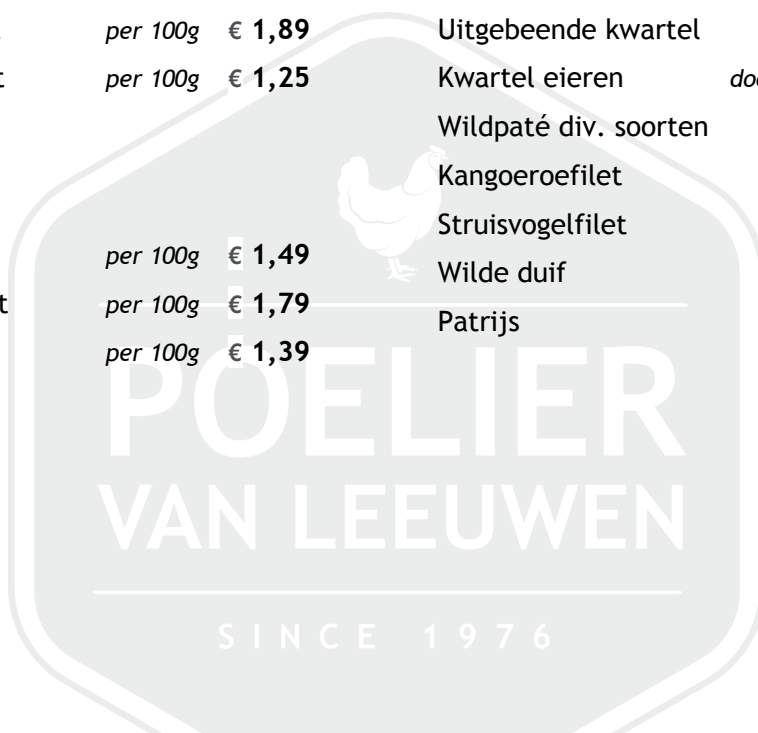 per 100g € 1,89
per 100g € 1,25
per 100g € 1,49
per 100g € 1,79
per 100g € 1,39
Uitgebeende kwartel
Kwartel eieren
Wildpaté div. soorten
Kangoeroefilet
Struisvogelfilet
Wilde duif
Patrijs
POELIER
VAN LEEUWEN
SINCE 1976